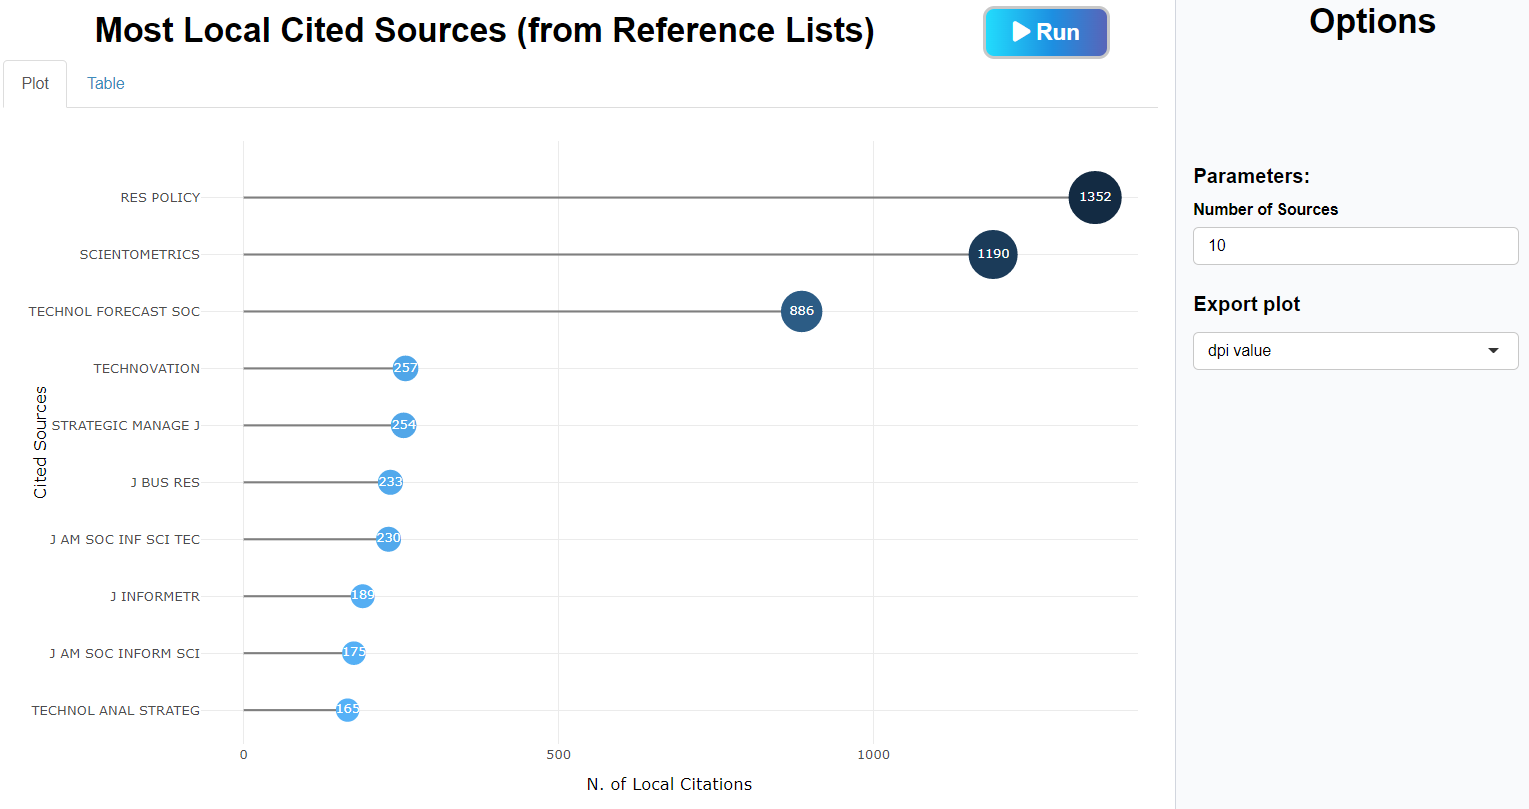 Most Local Cited Sources (from Reference Lists)
Run
Options
Plot
Table
Cited Sources
RES POLICY
1352
SCIENTOMETRICS
1190
TECHNOL FORECAST SOC
886
TECHNOVATION
257
STRATEGIC MANAGE J
254
J BUS RES
233
J AM SOC INF SCI TEC
230
J INFORMETR
189
J AM SOC INFORM SCI
175
TECHNOL ANAL STRATEG
165
0 500 1000
N. of Local Citations
Parameters:
Number of Sources
10
Export plot
dpi value